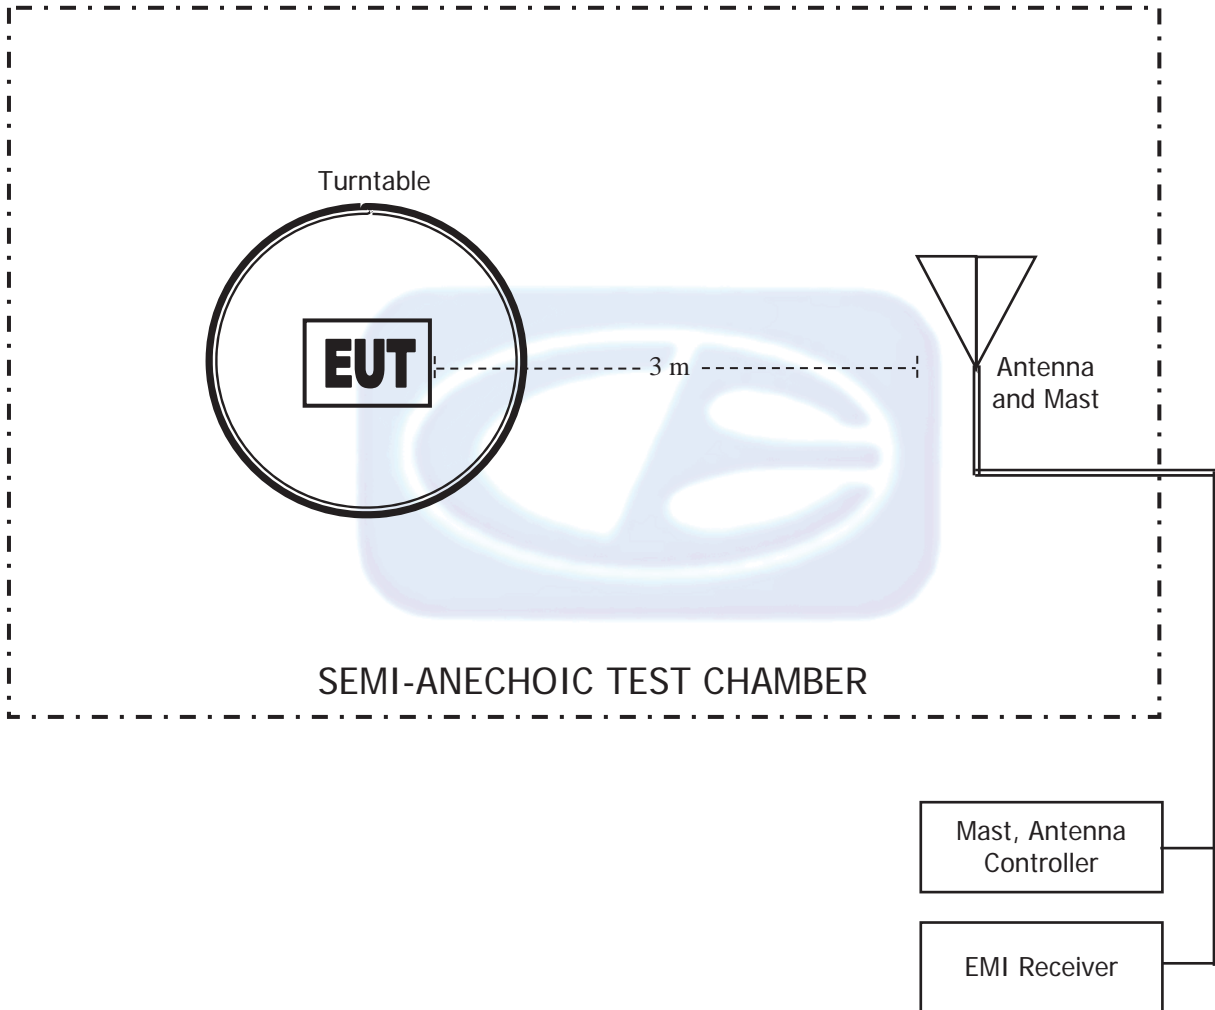 Turntable
EUT
3 m
Antenna
and Mast
SEMI-ANECHOIC TEST CHAMBER
Mast, Antenna
Controller
EMI Receiver